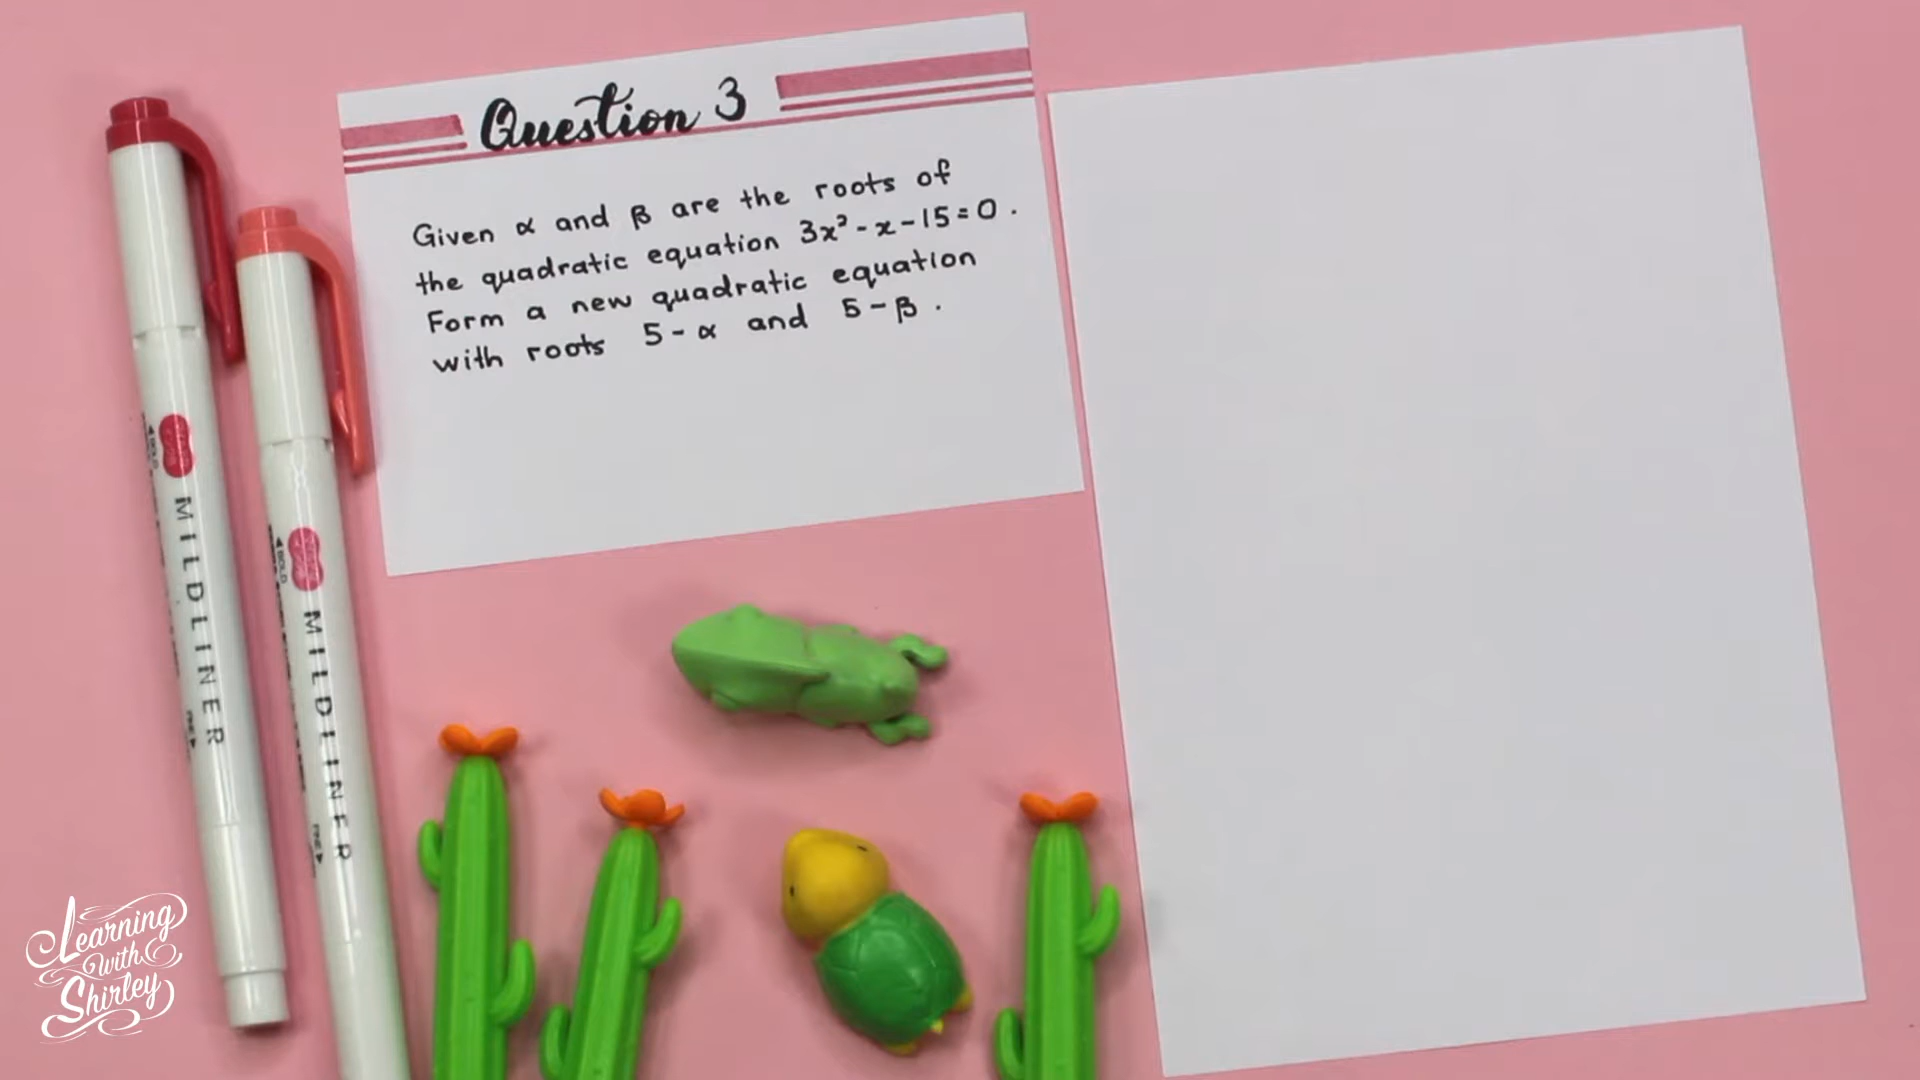 Question 3
Given α and β are the roots of
the quadratic equation 3x²-x-15=0.
Form a new quadratic equation
with roots 5-α and 5-β.
MILDLINER
MILDLINER
BOLD
Learning
with
Shirley